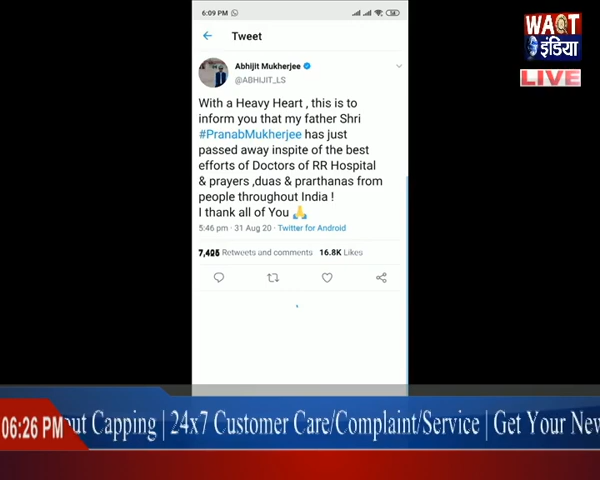 6:09 PM
Tweet
Abhijit Mukherjee
@ABHIJIT_LS
With a Heavy Heart , this is to
inform you that my father Shri
#PranabMukherjee has just
passed away inspite of the best
efforts of Doctors of RR Hospital
& prayers ,duas & prarthanas from
people throughout India !
I thank all of You 🙏
5:46 pm · 31 Aug 20 · Twitter for Android
Retweets and comments 16.8K Likes
WAQT
इंडिया
LIVE
06:26 PM
out Capping | 24x7 Customer Care/Complaint/Service | Get Your New